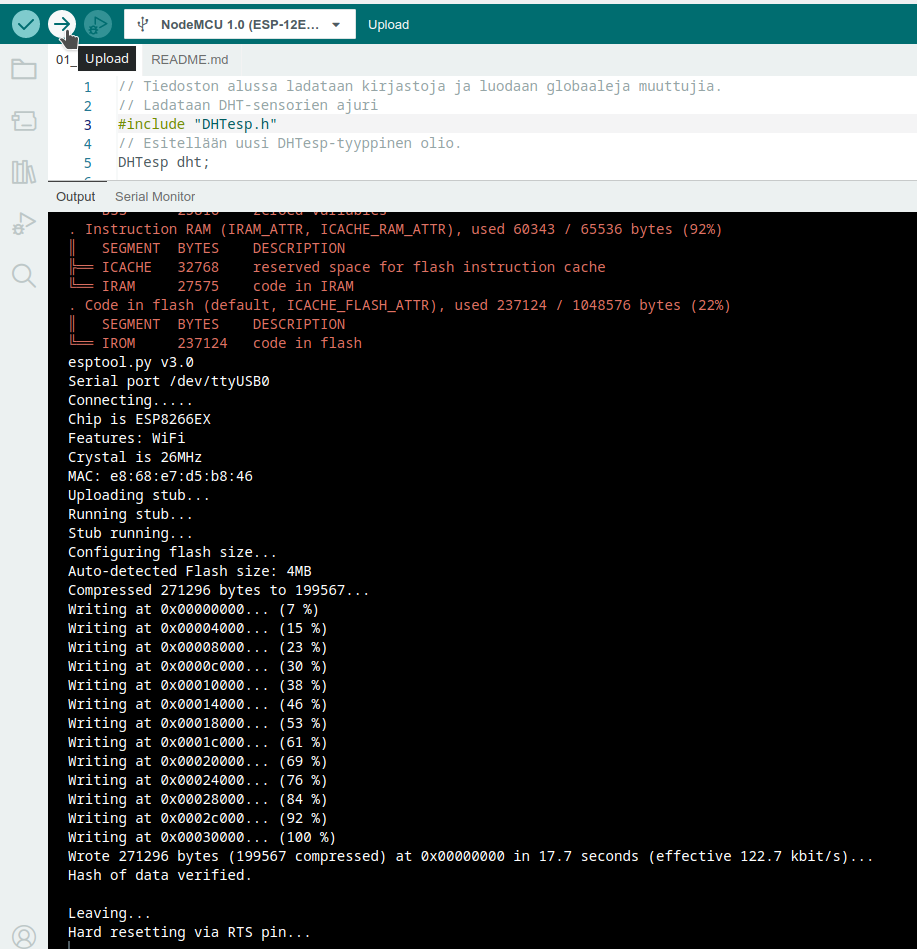 NodeMCU 1.0 (ESP-12E... Upload
01_ Upload README.md
1 // Tiedoston alussa ladataan kirjastoja ja luodaan globaaleja muuttujia.
2 // Ladataan DHT-sensorien ajuri
3 #include "DHTesp.h"
4 // Esitellään uusi DHTesp-tyyppinen olio.
5 DHTesp dht;
Output Serial Monitor
. Instruction RAM (IRAM_ATTR, ICACHE_RAM_ATTR), used 60343 / 65536 bytes (92%)
║   SEGMENT  BYTES    DESCRIPTION
╠══ ICACHE   32768    reserved space for flash instruction cache
╚══ IRAM     27575    code in IRAM
. Code in flash (default, ICACHE_FLASH_ATTR), used 237124 / 1048576 bytes (22%)
║   SEGMENT  BYTES    DESCRIPTION
╚══ IROM     237124   code in flash
esptool.py v3.0
Serial port /dev/ttyUSB0
Connecting.....
Chip is ESP8266EX
Features: WiFi
Crystal is 26MHz
MAC: e8:68:e7:d5:b8:46
Uploading stub...
Running stub...
Stub running...
Configuring flash size...
Auto-detected Flash size: 4MB
Compressed 271296 bytes to 199567...
Writing at 0x00000000... (7 %)
Writing at 0x00004000... (15 %)
Writing at 0x00008000... (23 %)
Writing at 0x0000c000... (30 %)
Writing at 0x00010000... (38 %)
Writing at 0x00014000... (46 %)
Writing at 0x00018000... (53 %)
Writing at 0x0001c000... (61 %)
Writing at 0x00020000... (69 %)
Writing at 0x00024000... (76 %)
Writing at 0x00028000... (84 %)
Writing at 0x0002c000... (92 %)
Writing at 0x00030000... (100 %)
Wrote 271296 bytes (199567 compressed) at 0x00000000 in 17.7 seconds (effective 122.7 kbit/s)...
Hash of data verified.
Leaving...
Hard resetting via RTS pin...